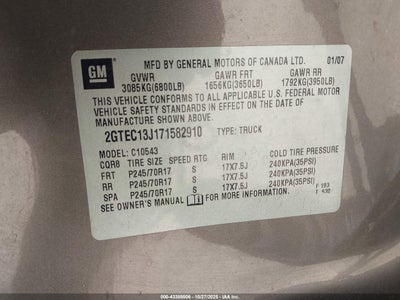 GM
MFD BY GENERAL MOTORS OF CANADA LTD. 01/07
GVWR GAWR FRT GAWR RR
3085KG(6800LB) 1656KG(3650LB) 1792KG(3950LB)
THIS VEHICLE CONFORMS TO ALL APPLICABLE U.S. FEDERAL MOTOR
VEHICLE SAFETY STANDARDS IN EFFECT ON THE DATE OF
MANUFACTURE SHOWN ABOVE.
2GTEC13J171582910 TYPE: TRUCK
MODEL: C10543
CQR8 TIRE SIZE SPEED RTG RIM COLD TIRE PRESSURE
FRT P245/70R17 S 17X7.5J 240KPA(35PSI)
RR P245/70R17 S 17X7.5J 240KPA(35PSI)
SPA P245/70R17 S 17X7.5J 240KPA(35PSI)
SEE OWNER'S MANUAL FOR MORE INFORMATION.
000-43388006 - 10/27/2025 - IAA Inc.